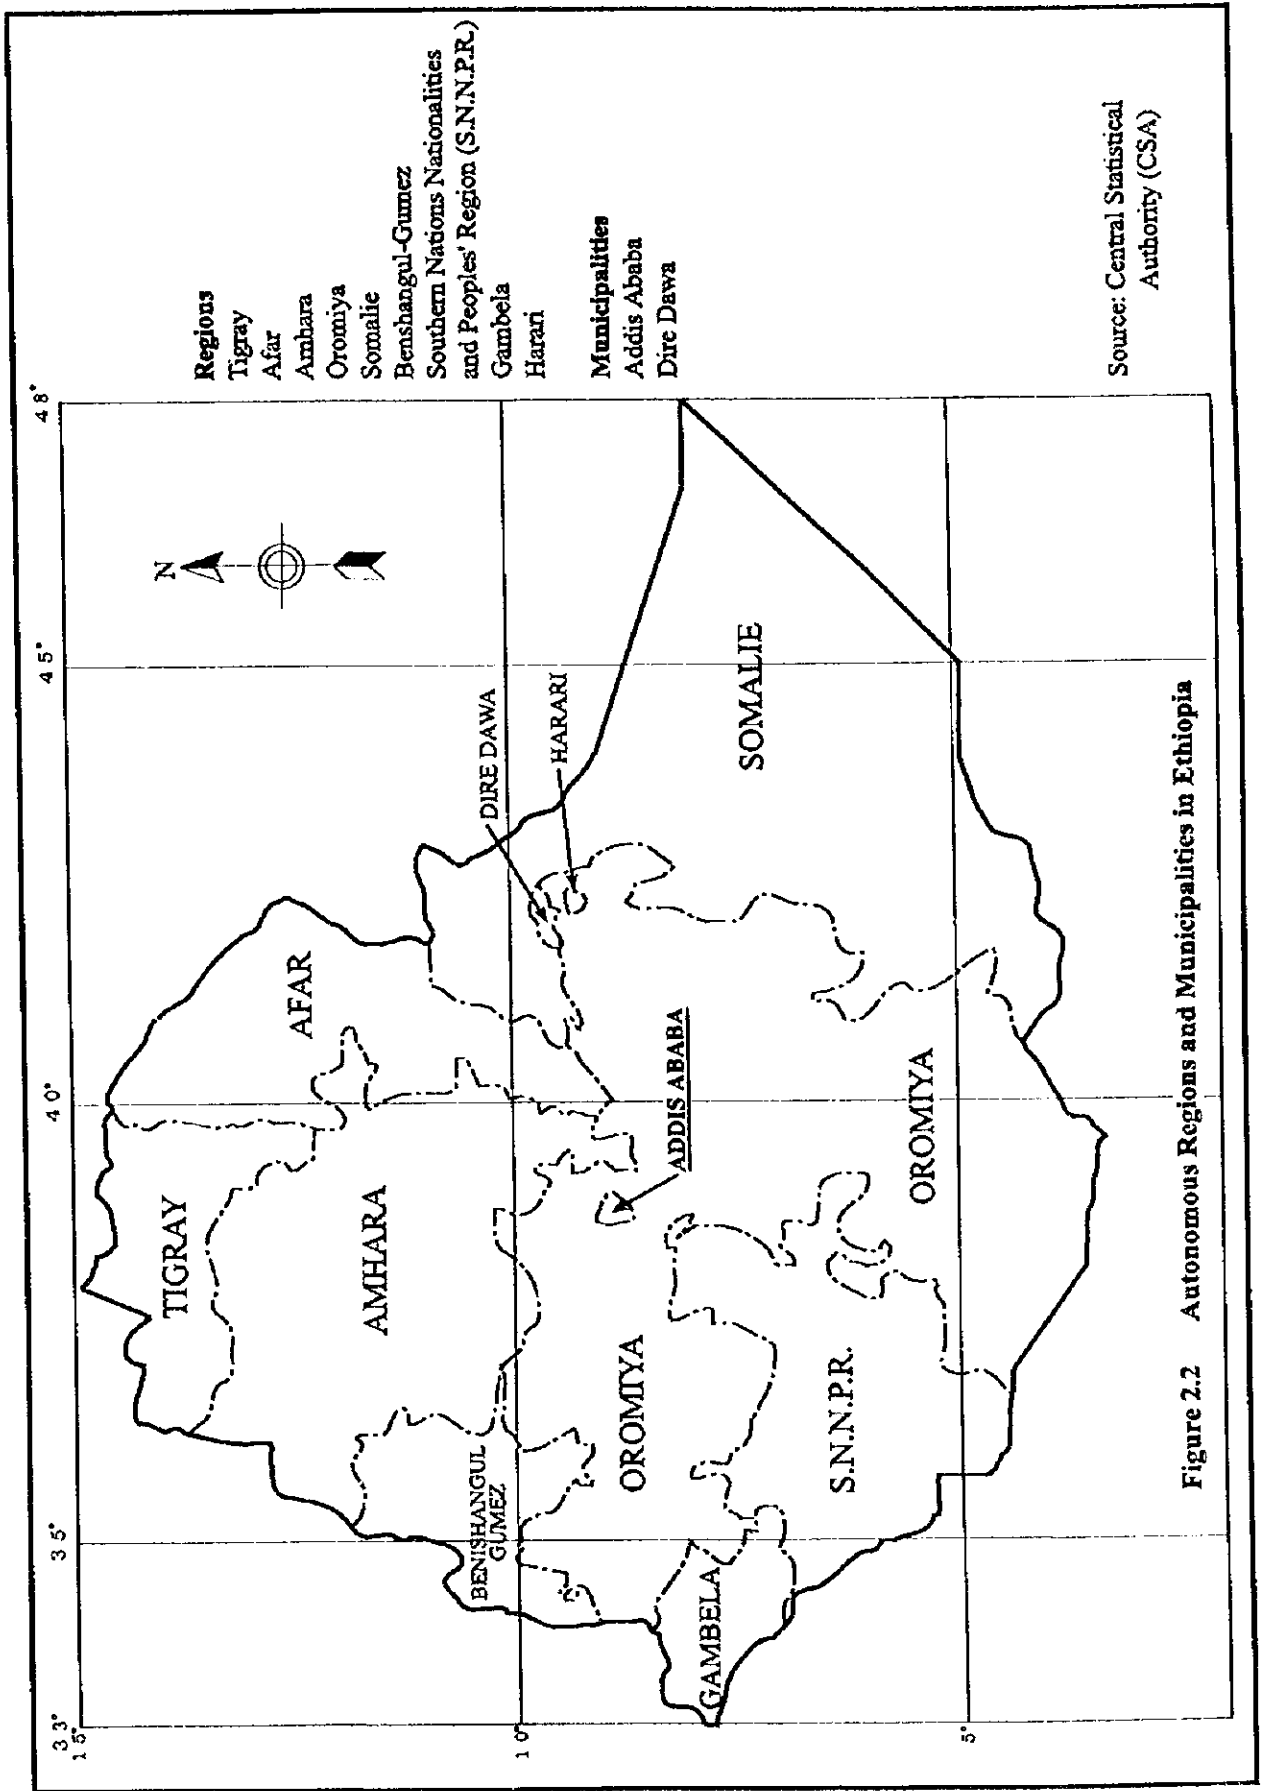 33°
35°
40°
45°
48°
15°
10°
5°
N
TIGRAY
AFAR
AMHARA
BENISHANGUL
GUMEZ
DIRE DAWA
HARARI
ADDIS ABABA
OROMIYA
GAMBELA
S.N.N.P.R.
OROMIYA
SOMALIE
Regions
Tigray
Afar
Amhara
Oromiya
Somalie
Benshangul-Gumez
Southern Nations Nationalities
and Peoples' Region (S.N.N.P.R.)
Gambela
Harari
Municipalities
Addis Ababa
Dire Dawa
Source: Central Statistical
Authority (CSA)
Figure 2.2 Autonomous Regions and Municipalities in Ethiopia